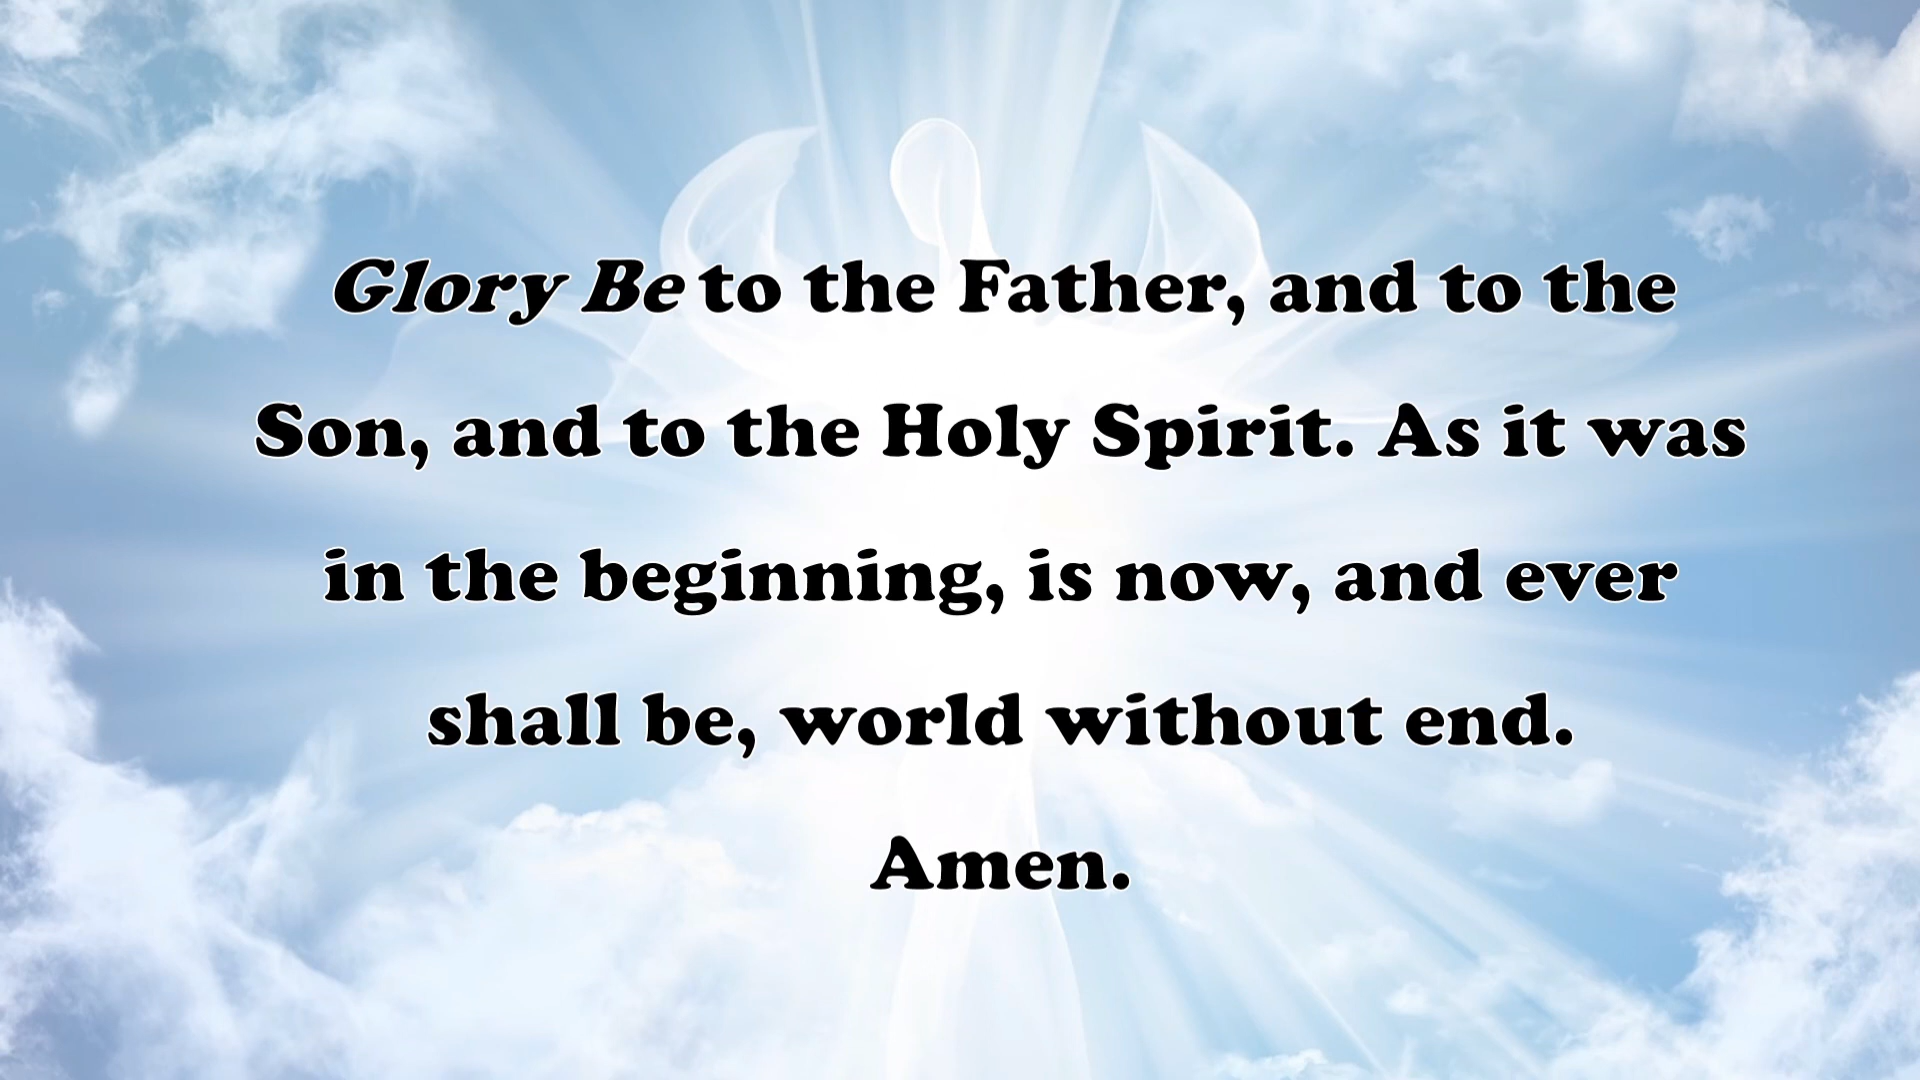 Glory Be to the Father, and to the
Son, and to the Holy Spirit. As it was
in the beginning, is now, and ever
shall be, world without end.
Amen.